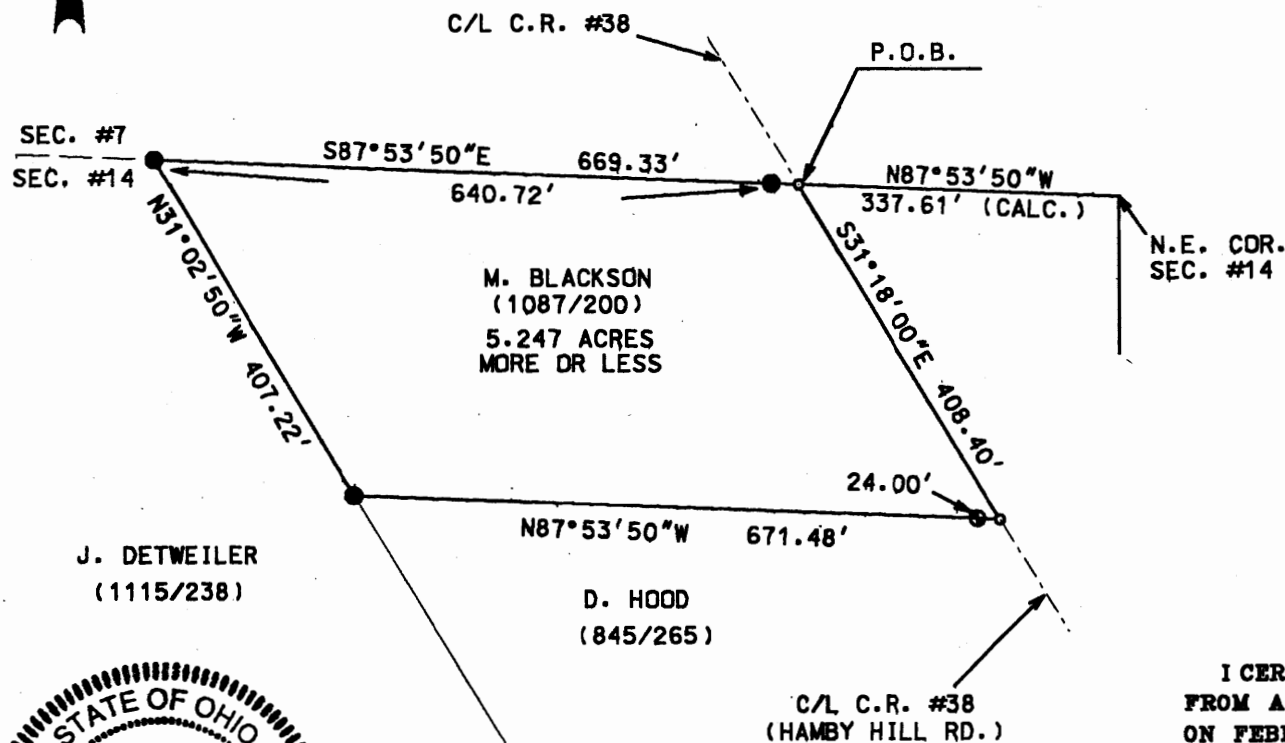 C/L C.R. #38
P.O.B.
SEC. #7
SEC. #14
S87°53'50"E 669.33'
640.72'
N87°53'50"W
337.61' (CALC.)
N.E. COR.
SEC. #14
N31°02'50"W 407.22'
S31°18'00"E 408.40'
M. BLACKSON
(1087/200)
5.247 ACRES
MORE OR LESS
24.00'
N87°53'50"W 671.48'
J. DETWEILER
(1115/238)
D. HOOD
(845/265)
C/L C.R. #38
(HAMBY HILL RD.)
STATE OF OHIO
I CER
FROM A
ON FEB